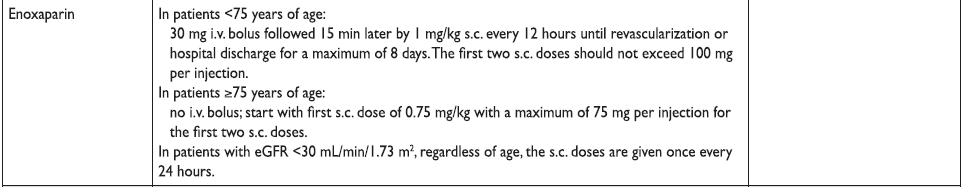 Enoxaparin
In patients <75 years of age:
30 mg i.v. bolus followed 15 min later by 1 mg/kg s.c. every 12 hours until revascularization or
hospital discharge for a maximum of 8 days. The first two s.c. doses should not exceed 100 mg
per injection.
In patients ≥75 years of age:
no i.v. bolus; start with first s.c. dose of 0.75 mg/kg with a maximum of 75 mg per injection for
the first two s.c. doses.
In patients with eGFR <30 mL/min/1.73 m², regardless of age, the s.c. doses are given once every
24 hours.